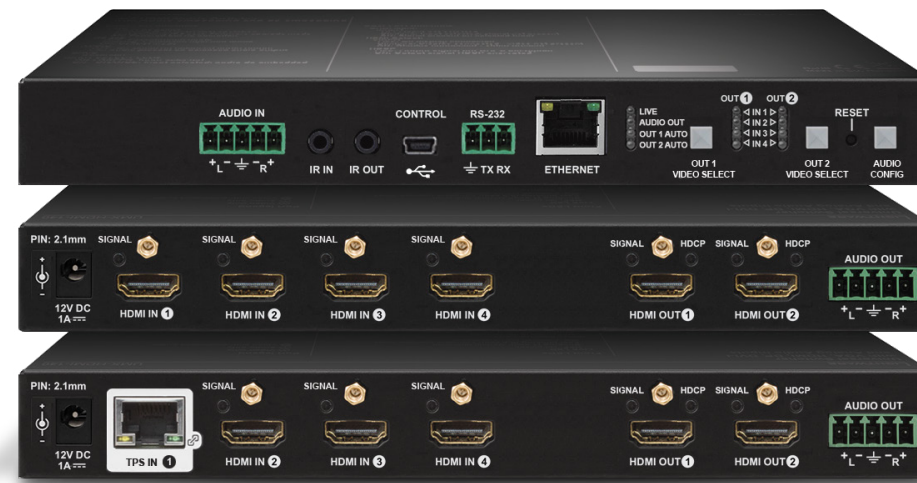 AUDIO IN
+L- ⏚ -R+
IR IN
IR OUT
CONTROL
RS-232
⏚ TX RX
ETHERNET
LIVE
AUDIO OUT
OUT 1 AUTO
OUT 2 AUTO
OUT 1
VIDEO SELECT
OUT 1 OUT 2
◁ IN 1 ▷
◁ IN 2 ▷
◁ IN 3 ▷
◁ IN 4 ▷
OUT 2
VIDEO SELECT
RESET
AUDIO
CONFIG
PIN: 2.1mm
+
-
12V DC
1A
SIGNAL
HDMI IN 1
SIGNAL
HDMI IN 2
SIGNAL
HDMI IN 3
SIGNAL
HDMI IN 4
SIGNAL HDCP
HDMI OUT 1
SIGNAL HDCP
HDMI OUT 2
AUDIO OUT
+L- ⏚ -R+
PIN: 2.1mm
+
-
12V DC
1A
TPS IN 1
SIGNAL
HDMI IN 2
SIGNAL
HDMI IN 3
SIGNAL
HDMI IN 4
SIGNAL HDCP
HDMI OUT 1
SIGNAL HDCP
HDMI OUT 2
AUDIO OUT
+L- ⏚ -R+